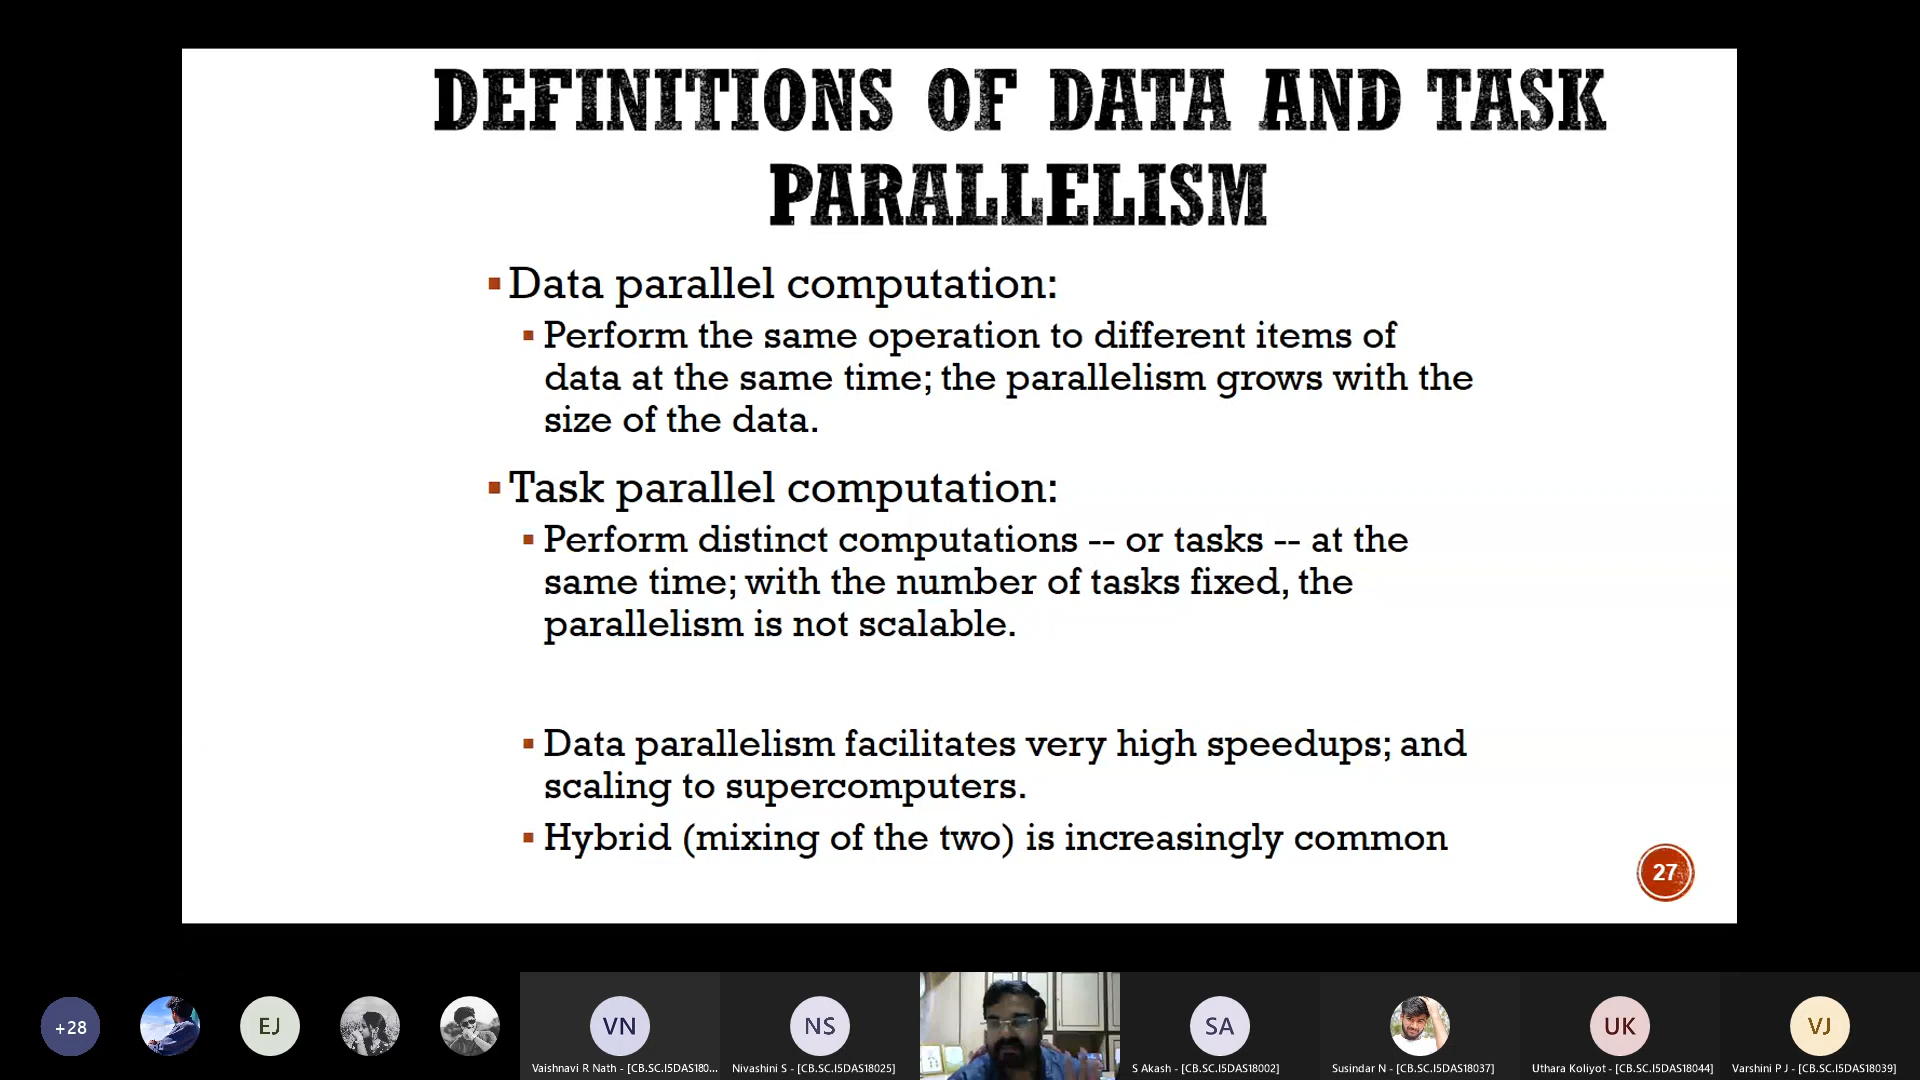 DEFINITIONS OF DATA AND TASK
PARALLELISM
Data parallel computation:
Perform the same operation to different items of
data at the same time; the parallelism grows with the
size of the data.
Task parallel computation:
Perform distinct computations -- or tasks -- at the
same time; with the number of tasks fixed, the
parallelism is not scalable.
Data parallelism facilitates very high speedups; and
scaling to supercomputers.
Hybrid (mixing of the two) is increasingly common
27
+28
EJ
VN
NS
SA
UK
VJ
Vaishnavi R Nath - [CB.SC.I5DAS180...
Nivashini S - [CB.SC.I5DAS18025]
S Akash - [CB.SC.I5DAS18002]
Susindar N - [CB.SC.I5DAS18037]
Uthara Koliyot - [CB.SC.I5DAS18044]
Varshini P J - [CB.SC.I5DAS18039]